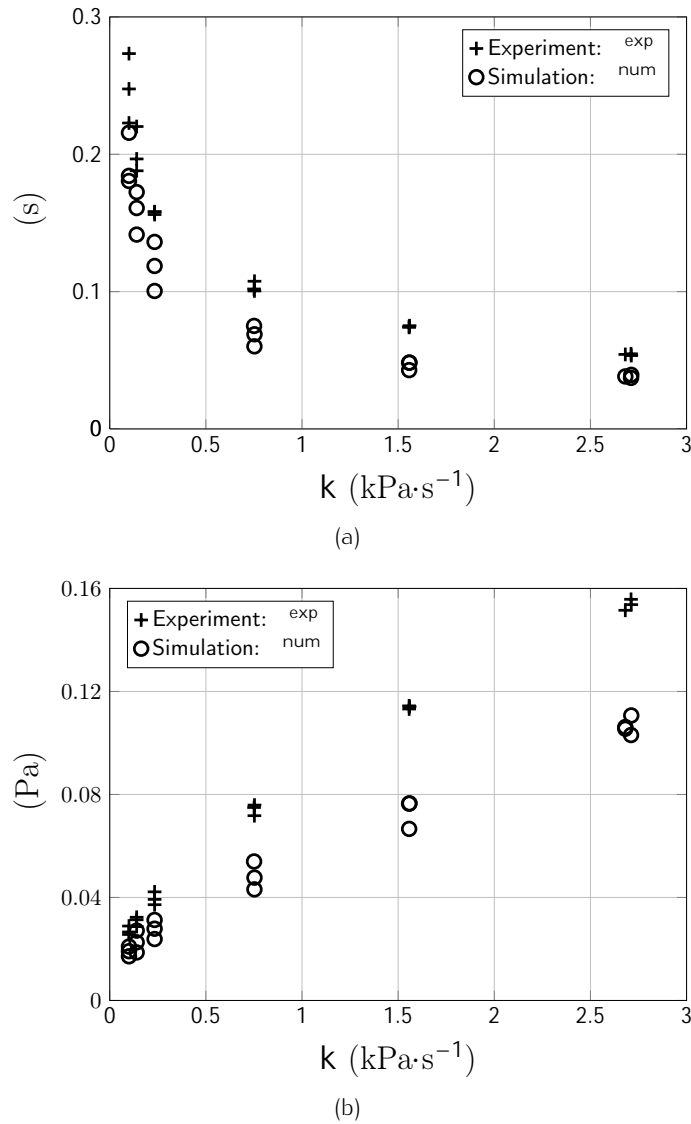 0.3
Experiment: exp
Simulation: num
0.2
(s)
0.1
0
0 0.5 1 1.5 2 2.5 3
k (kPa·s⁻¹)
(a)
0.16
Experiment: exp
Simulation: num
0.12
(Pa)
0.08
0.04
0
0 0.5 1 1.5 2 2.5 3
k (kPa·s⁻¹)
(b)